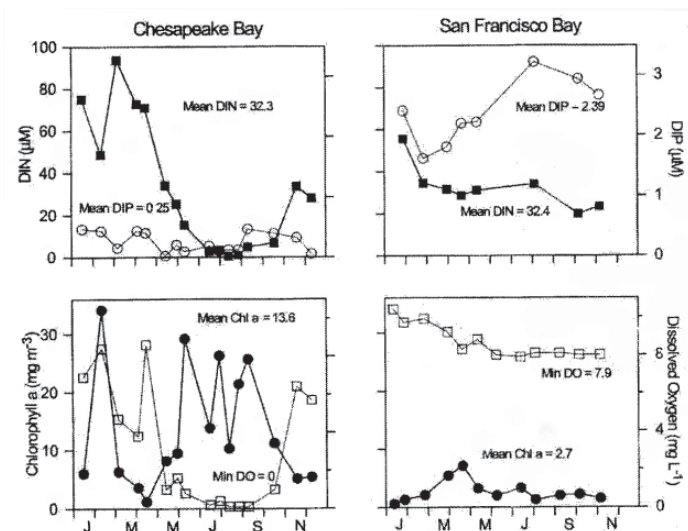 Chesapeake Bay
San Francisco Bay
100
80
60
40
20
0
DIN (µM)
Mean DIN = 32.3
Mean DIP = 0 25
Mean DIP – 2.39
Mean DIN = 32.4
3
2
1
0
DIP (µM)
J M M J S N
J M M J S N
30
20
10
0
Chlorophyll a (mg m-3)
Mean Chl a = 13.6
Min DO = 0
Min DO = 7.9
Mean Chl a = 2.7
8
4
0
Dissolved Oxygen (mg L-1)